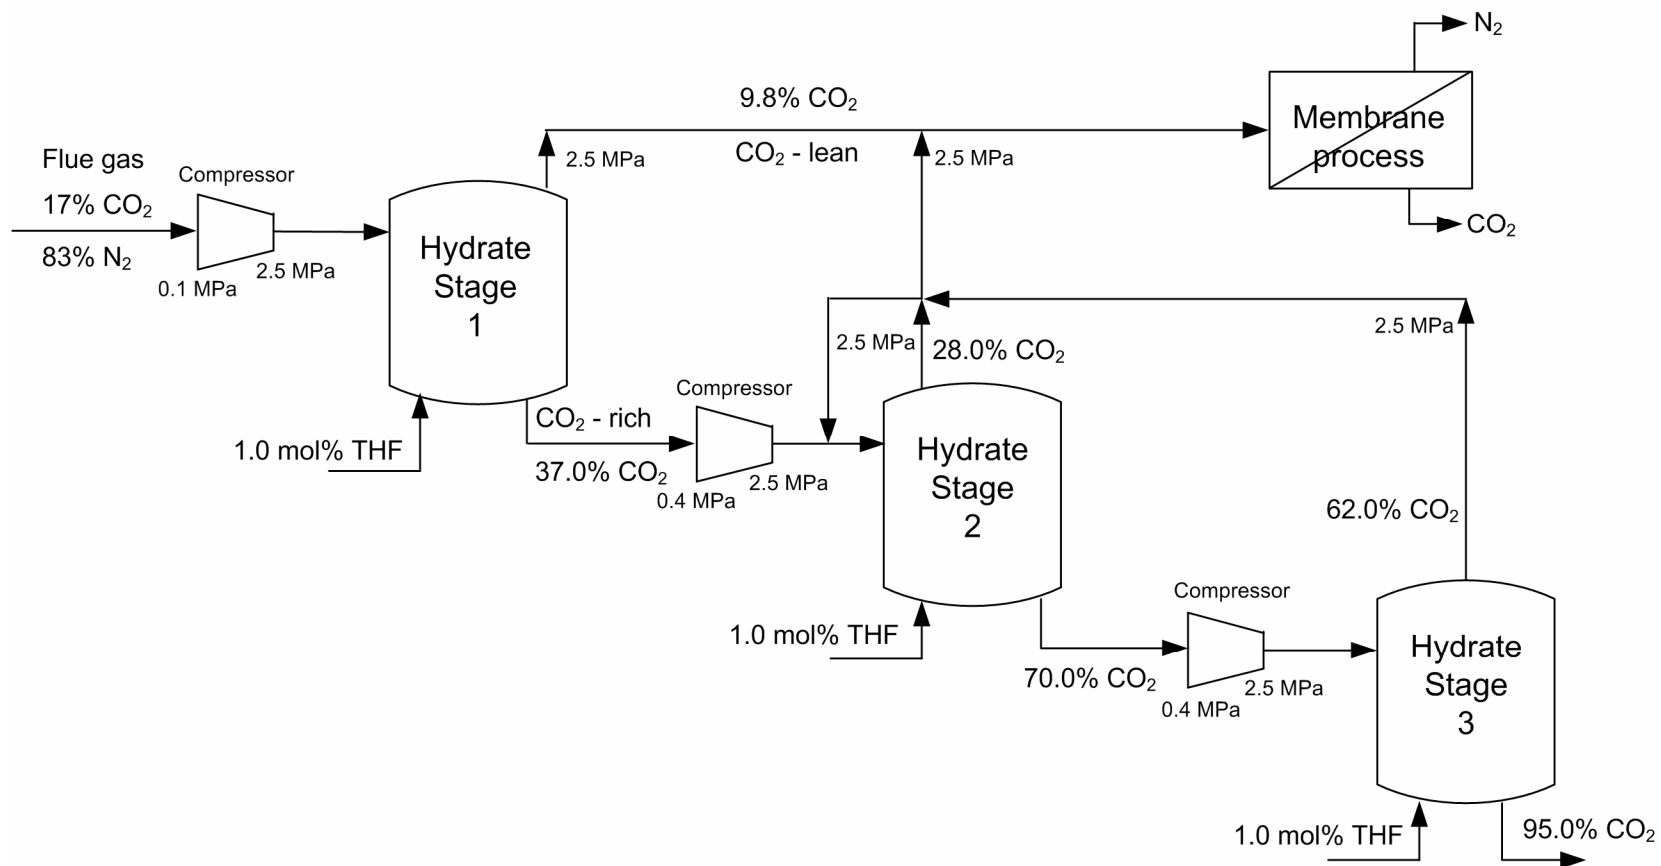 N₂
9.8% CO₂
Membrane
process
Flue gas
2.5 MPa
CO₂ - lean
2.5 MPa
Compressor
17% CO₂
CO₂
Hydrate
Stage
1
83% N₂
2.5 MPa
0.1 MPa
2.5 MPa
2.5 MPa
28.0% CO₂
Compressor
CO₂ - rich
1.0 mol% THF
37.0% CO₂
2.5 MPa
0.4 MPa
Hydrate
Stage
2
62.0% CO₂
Compressor
1.0 mol% THF
Hydrate
Stage
3
70.0% CO₂
2.5 MPa
0.4 MPa
1.0 mol% THF
95.0% CO₂